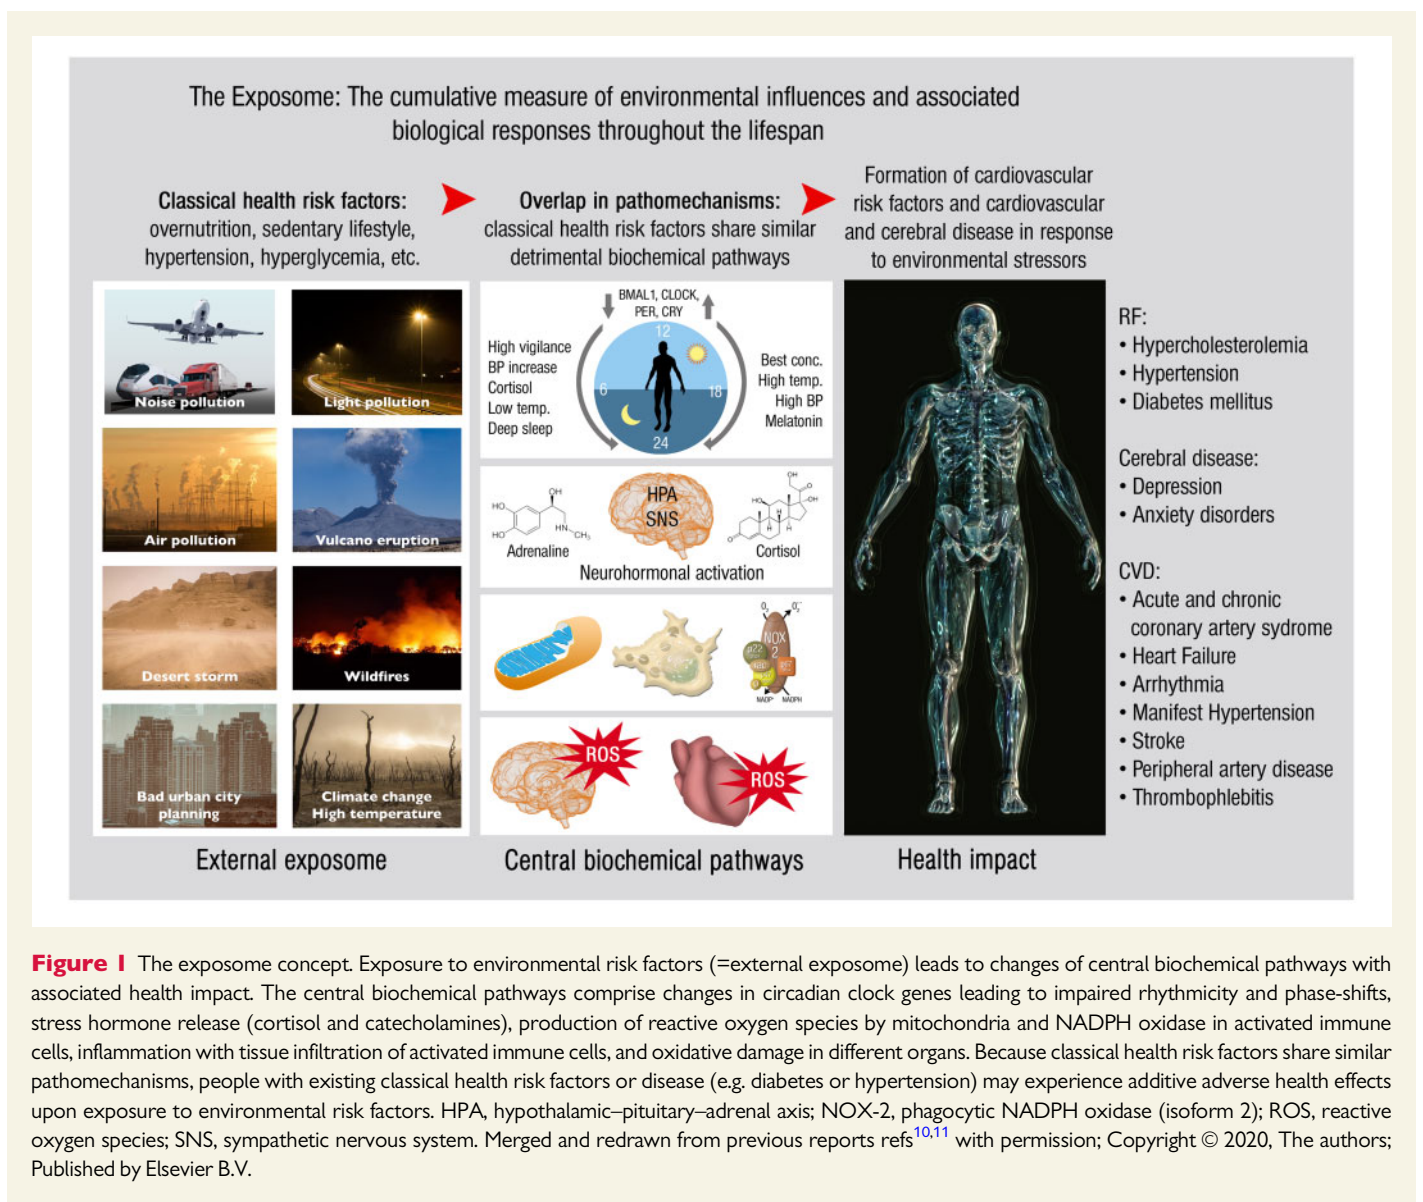 The Exposome: The cumulative measure of environmental influences and associated
biological responses throughout the lifespan
Classical health risk factors:
overnutrition, sedentary lifestyle,
hypertension, hyperglycemia, etc.
Overlap in pathomechanisms:
classical health risk factors share similar
detrimental biochemical pathways
Formation of cardiovascular
risk factors and cardiovascular
and cerebral disease in response
to environmental stressors
Noise pollution
Light pollution
Air pollution
Vulcano eruption
Desert storm
Wildfires
Bad urban city
planning
Climate change
High temperature
External exposome
BMAL1, CLOCK,
PER, CRY
High vigilance
BP increase
Cortisol
Low temp.
Deep sleep
12
6
18
24
Best conc.
High temp.
High BP
Melatonin
HO
HO
OH
HN
CH₃
Adrenaline
HPA
SNS
OH
O
HO
OH
H
H
H
O
Cortisol
Neurohormonal activation
O₂
O₂
NOX
2
p22
NADP⁺
NADPH
ROS
ROS
Central biochemical pathways
Health impact
RF:
• Hypercholesterolemia
• Hypertension
• Diabetes mellitus
Cerebral disease:
• Depression
• Anxiety disorders
CVD:
• Acute and chronic
coronary artery sydrome
• Heart Failure
• Arrhythmia
• Manifest Hypertension
• Stroke
• Peripheral artery disease
• Thrombophlebitis
Figure 1 The exposome concept. Exposure to environmental risk factors (=external exposome) leads to changes of central biochemical pathways with
associated health impact. The central biochemical pathways comprise changes in circadian clock genes leading to impaired rhythmicity and phase-shifts,
stress hormone release (cortisol and catecholamines), production of reactive oxygen species by mitochondria and NADPH oxidase in activated immune
cells, inflammation with tissue infiltration of activated immune cells, and oxidative damage in different organs. Because classical health risk factors share similar
pathomechanisms, people with existing classical health risk factors or disease (e.g. diabetes or hypertension) may experience additive adverse health effects
upon exposure to environmental risk factors. HPA, hypothalamic–pituitary–adrenal axis; NOX-2, phagocytic NADPH oxidase (isoform 2); ROS, reactive
oxygen species; SNS, sympathetic nervous system. Merged and redrawn from previous reports refs10,11 with permission; Copyright © 2020, The authors;
Published by Elsevier B.V.